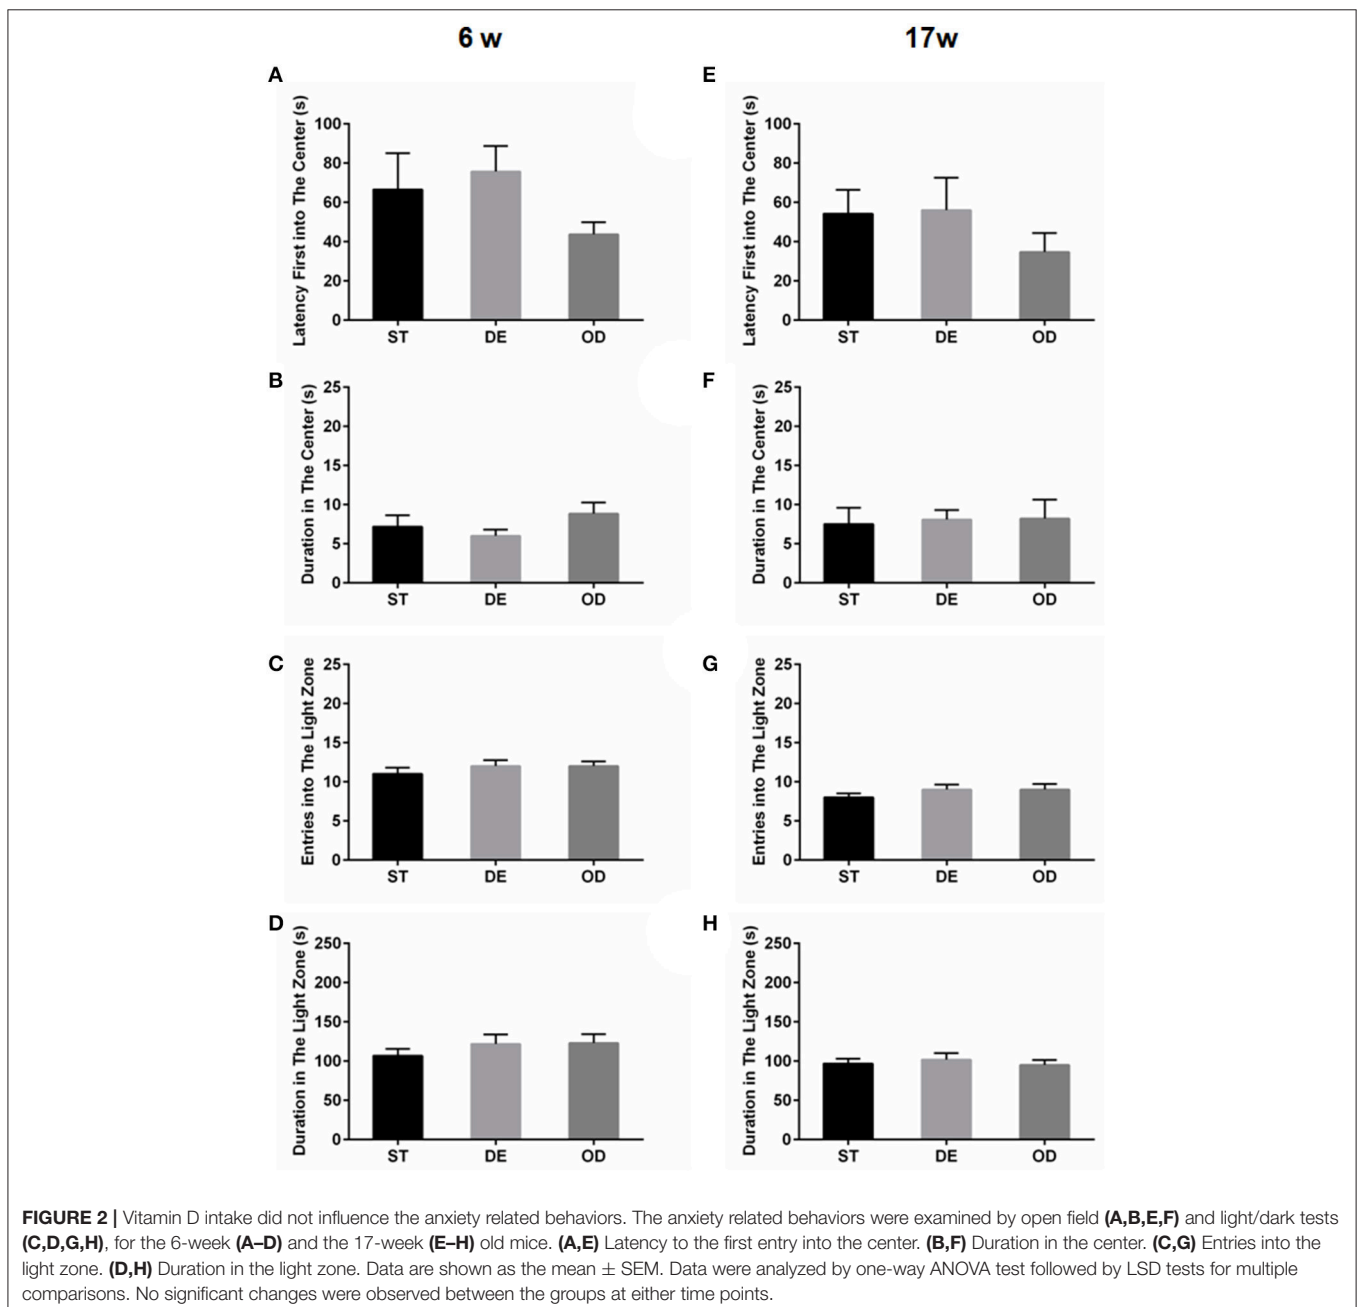 6 w
17w
A
Latency First into The Center (s)
100
80
60
40
20
0
ST DE OD
E
Latency First into The Center (s)
100
80
60
40
20
0
ST DE OD
B
Duration in The Center (s)
25
20
15
10
5
0
ST DE OD
F
Duration in The Center (s)
25
20
15
10
5
0
ST DE OD
C
Entries into The Light Zone
25
20
15
10
5
0
ST DE OD
G
Entries into The Light Zone
25
20
15
10
5
0
ST DE OD
D
Duration in The Light Zone (s)
250
200
150
100
50
0
ST DE OD
H
Duration in The Light Zone (s)
250
200
150
100
50
0
ST DE OD
FIGURE 2 | Vitamin D intake did not influence the anxiety related behaviors. The anxiety related behaviors were examined by open field (A,B,E,F) and light/dark tests
(C,D,G,H), for the 6-week (A–D) and the 17-week (E–H) old mice. (A,E) Latency to the first entry into the center. (B,F) Duration in the center. (C,G) Entries into the
light zone. (D,H) Duration in the light zone. Data are shown as the mean ± SEM. Data were analyzed by one-way ANOVA test followed by LSD tests for multiple
comparisons. No significant changes were observed between the groups at either time points.